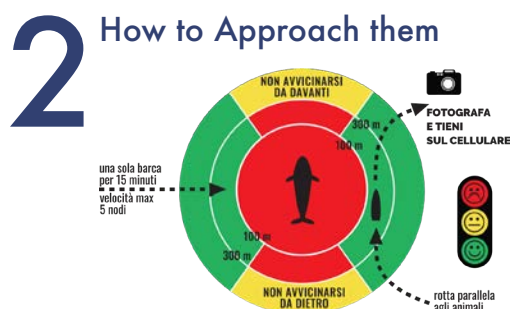 2 How to Approach them
NON AVVICINARSI
DA DAVANTI
300 m
100 m
FOTOGRAFA
E TIENI
SUL CELLULARE
una sola barca
per 15 minuti
velocità max
5 nodi
100 m
300 m
NON AVVICINARSI
DA DIETRO
rotta parallela
agli animali